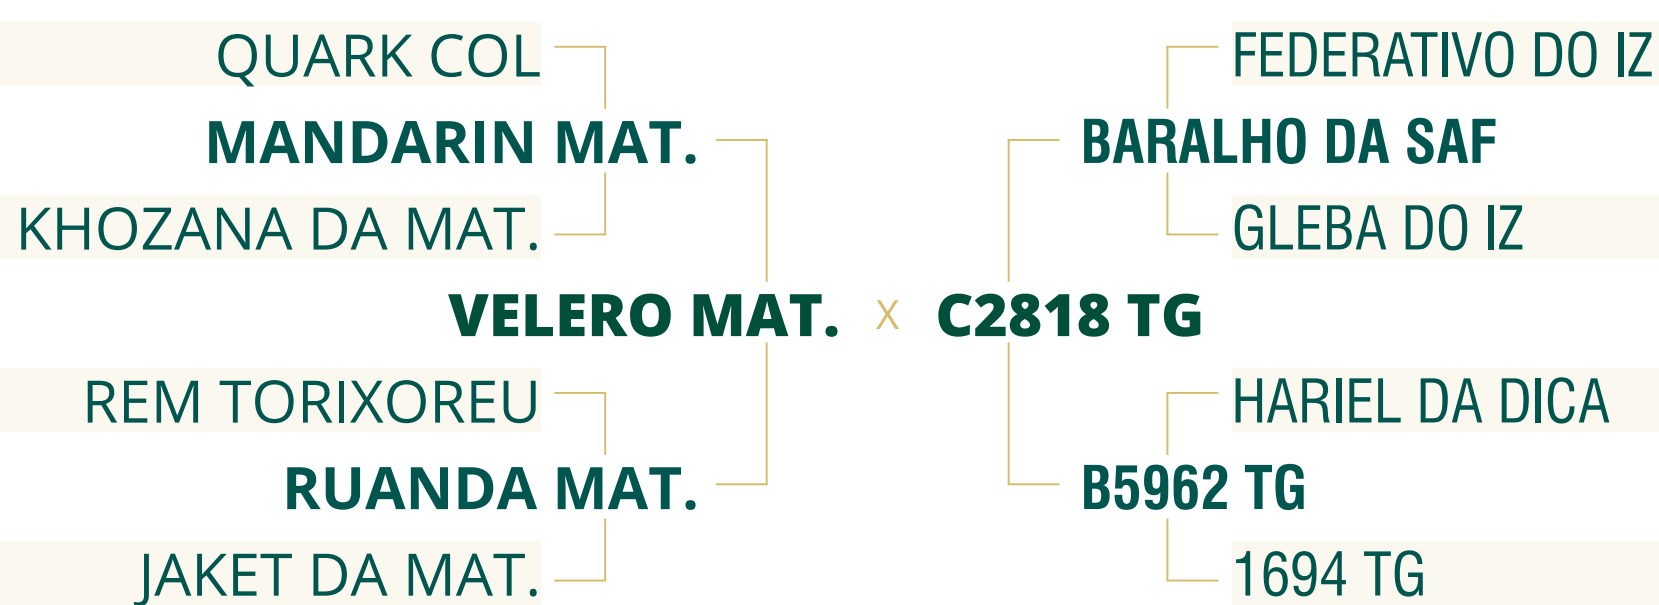 QUARK COL
FEDERATIVO DO IZ
MANDARIN MAT.
BARALHO DA SAF
KHOZANA DA MAT.
GLEBA DO IZ
VELERO MAT. X C2818 TG
REM TORIXOREU
HARIEL DA DICA
RUANDA MAT.
B5962 TG
JAKET DA MAT.
1694 TG